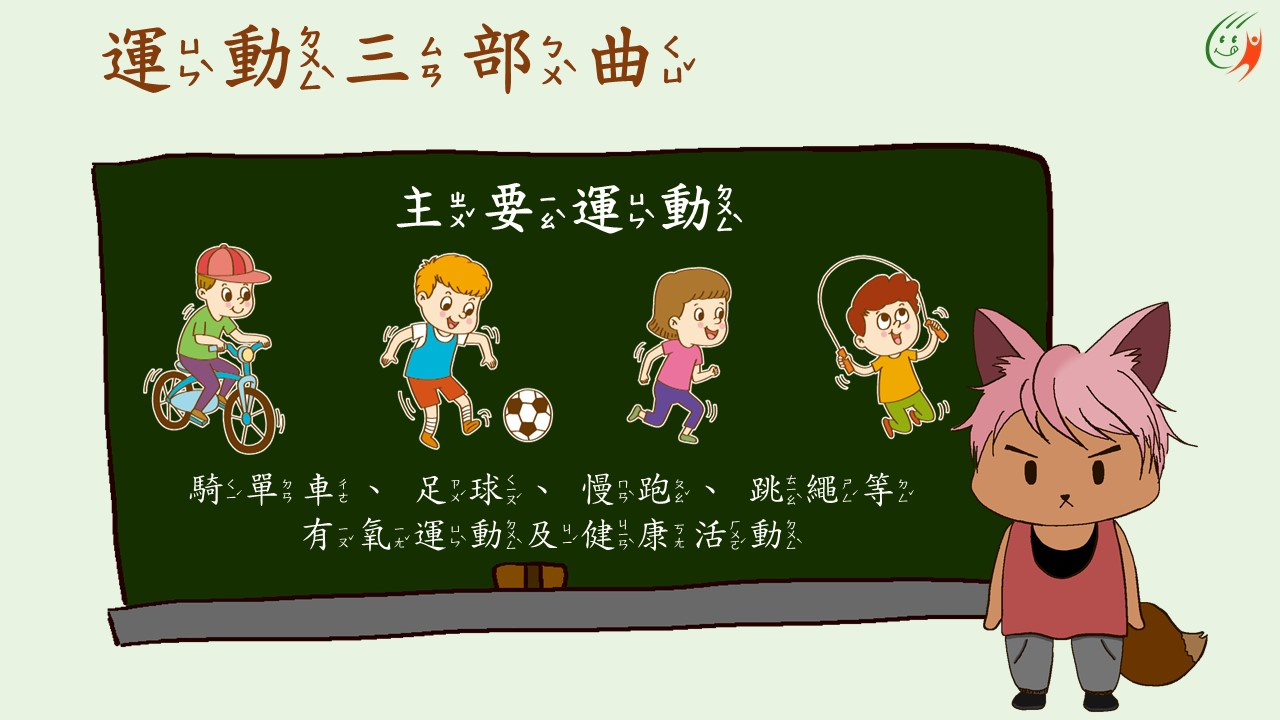 運動三部曲
主要運動
騎單車、足球、慢跑、跳繩等
有氧運動及健康活動